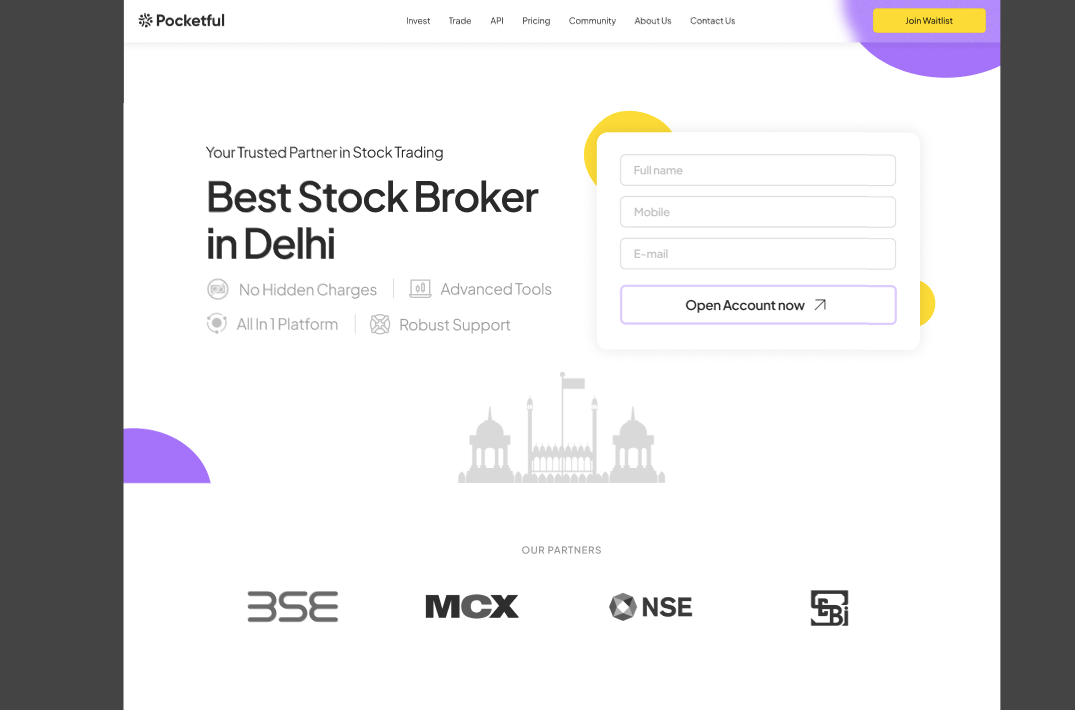 Pocketful
Invest Trade API Pricing Community About Us Contact Us
Join Waitlist
Your Trusted Partner in Stock Trading
Best Stock Broker
in Delhi
No Hidden Charges
Advanced Tools
All In 1 Platform
Robust Support
Full name
Mobile
E-mail
Open Account now
OUR PARTNERS
BSE MCX NSE SEBi